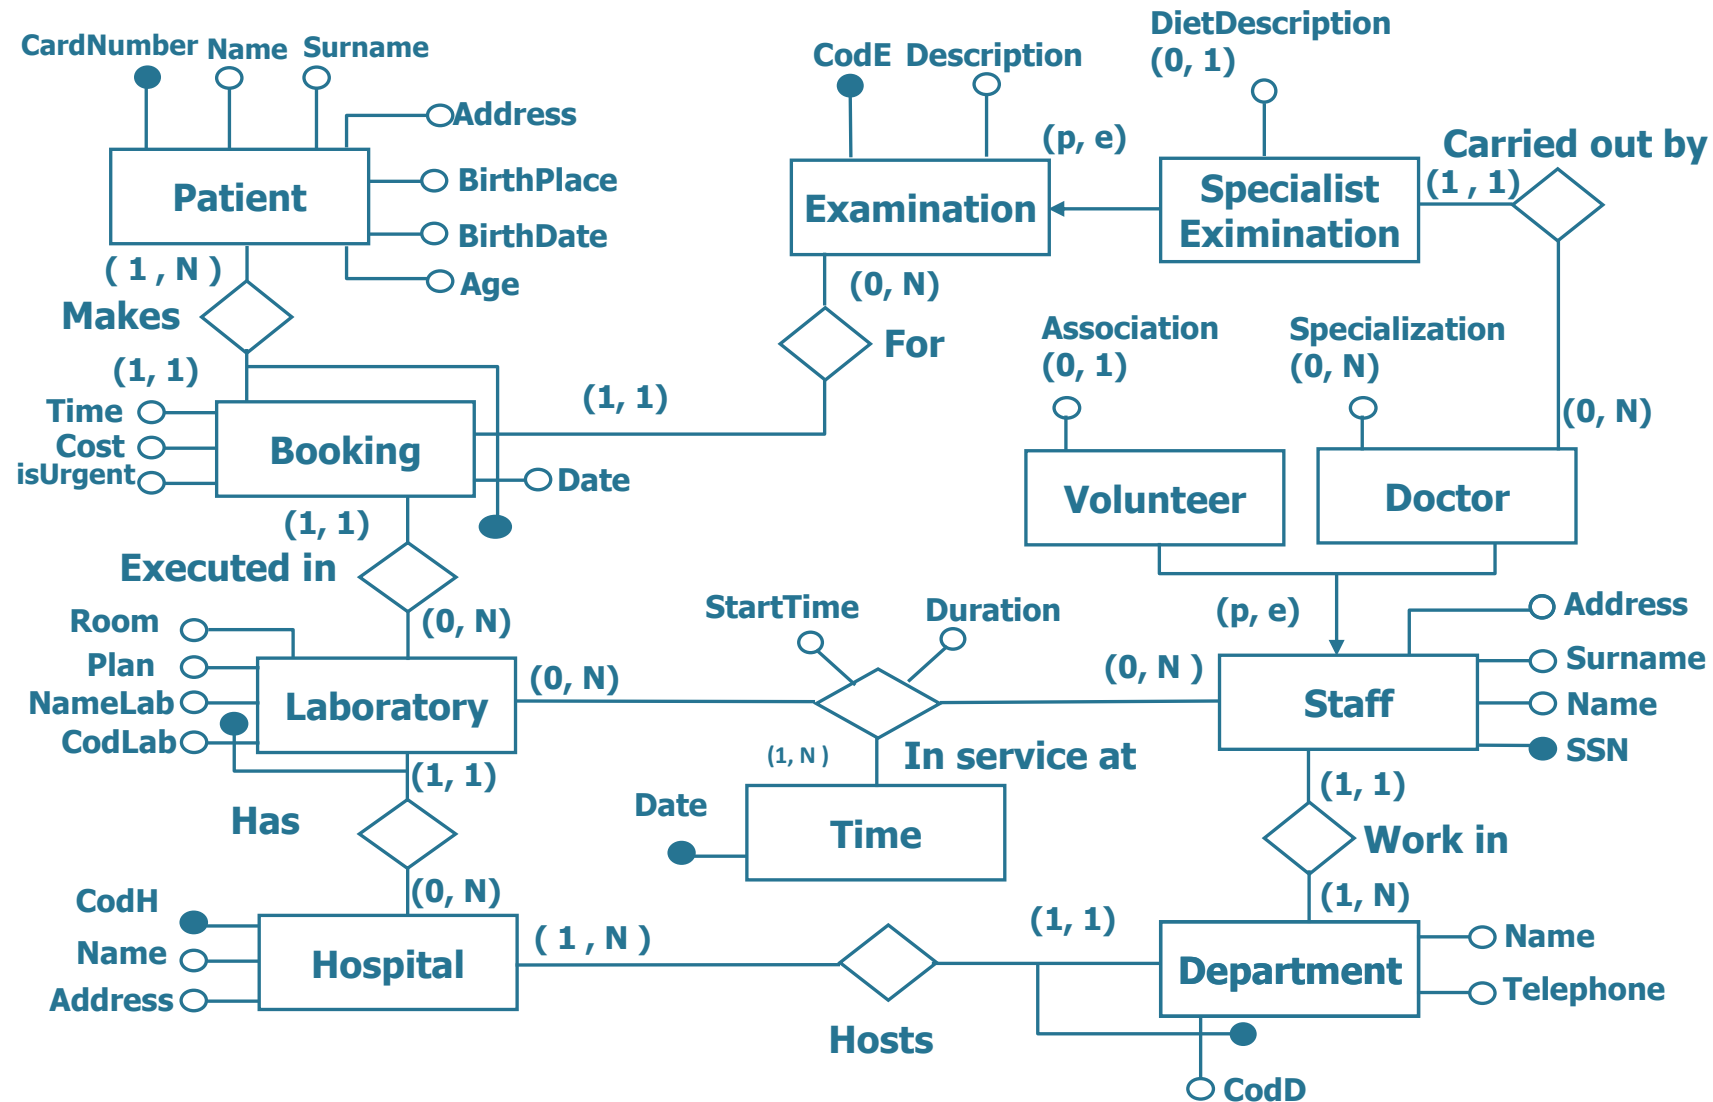 CardNumber Name Surname
Address
Patient
BirthPlace
BirthDate
Age
( 1 , N )
Makes
(1, 1)
Time
Cost
isUrgent
Booking
Date
(1, 1)
CodE Description
Examination
(p, e)
(0, N)
For
DietDescription
(0, 1)
Specialist
Eximination
Carried out by
(1 , 1)
(0, N)
Association
(0, 1)
Volunteer
Specialization
(0, N)
Doctor
(p, e)
(1, 1)
Executed in
(0, N)
Room
Plan
NameLab
CodLab
Laboratory
(0, N)
StartTime
Duration
In service at
(1, N )
(0, N )
Date
Time
Staff
Address
Surname
Name
SSN
(1, 1)
Work in
(1, N)
(1, 1)
Has
(0, N)
CodH
Name
Address
Hospital
( 1 , N )
Hosts
(1, 1)
Department
Name
Telephone
CodD